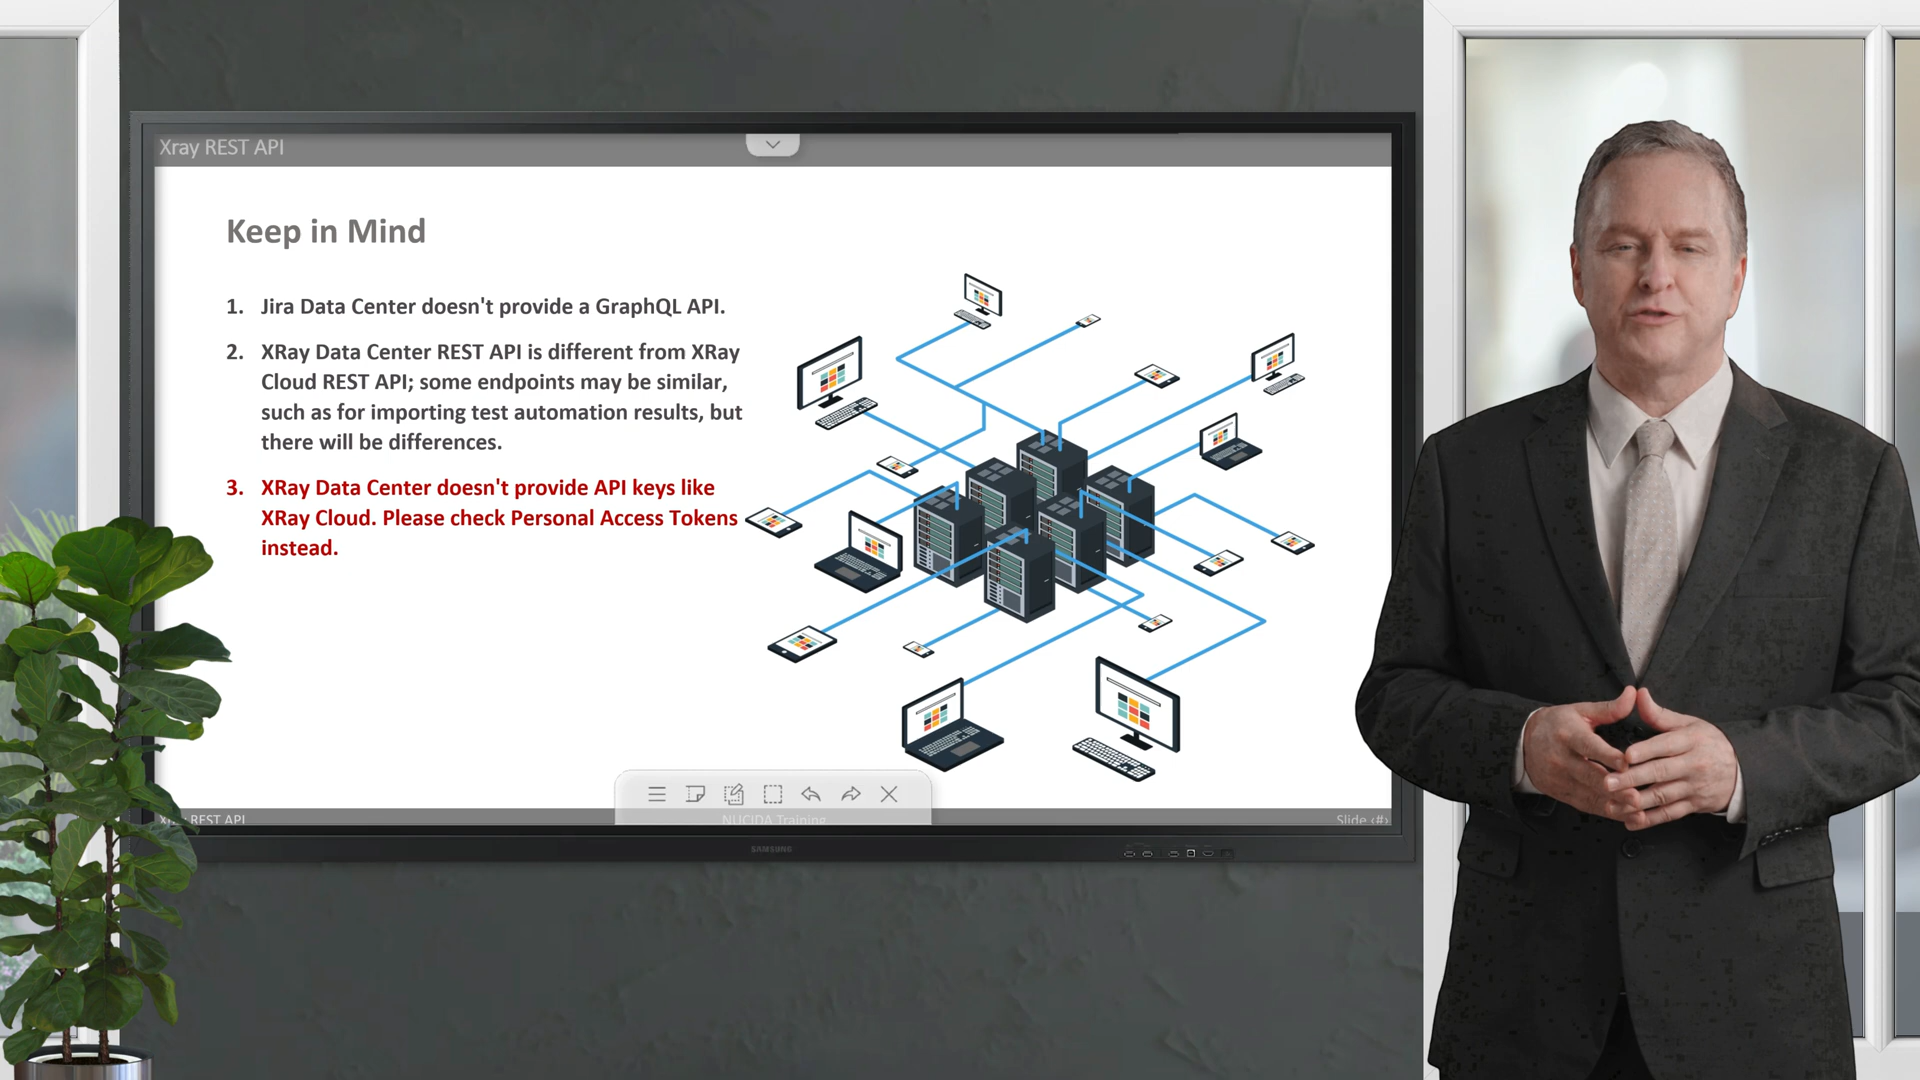 Xray REST API
Keep in Mind
1. Jira Data Center doesn't provide a GraphQL API.
2. XRay Data Center REST API is different from XRay
Cloud REST API; some endpoints may be similar,
such as for importing test automation results, but
there will be differences.
3. XRay Data Center doesn't provide API keys like
XRay Cloud. Please check Personal Access Tokens
instead.
Xray REST API
NUCIDA Training
Slide ‹#›
SAMSUNG